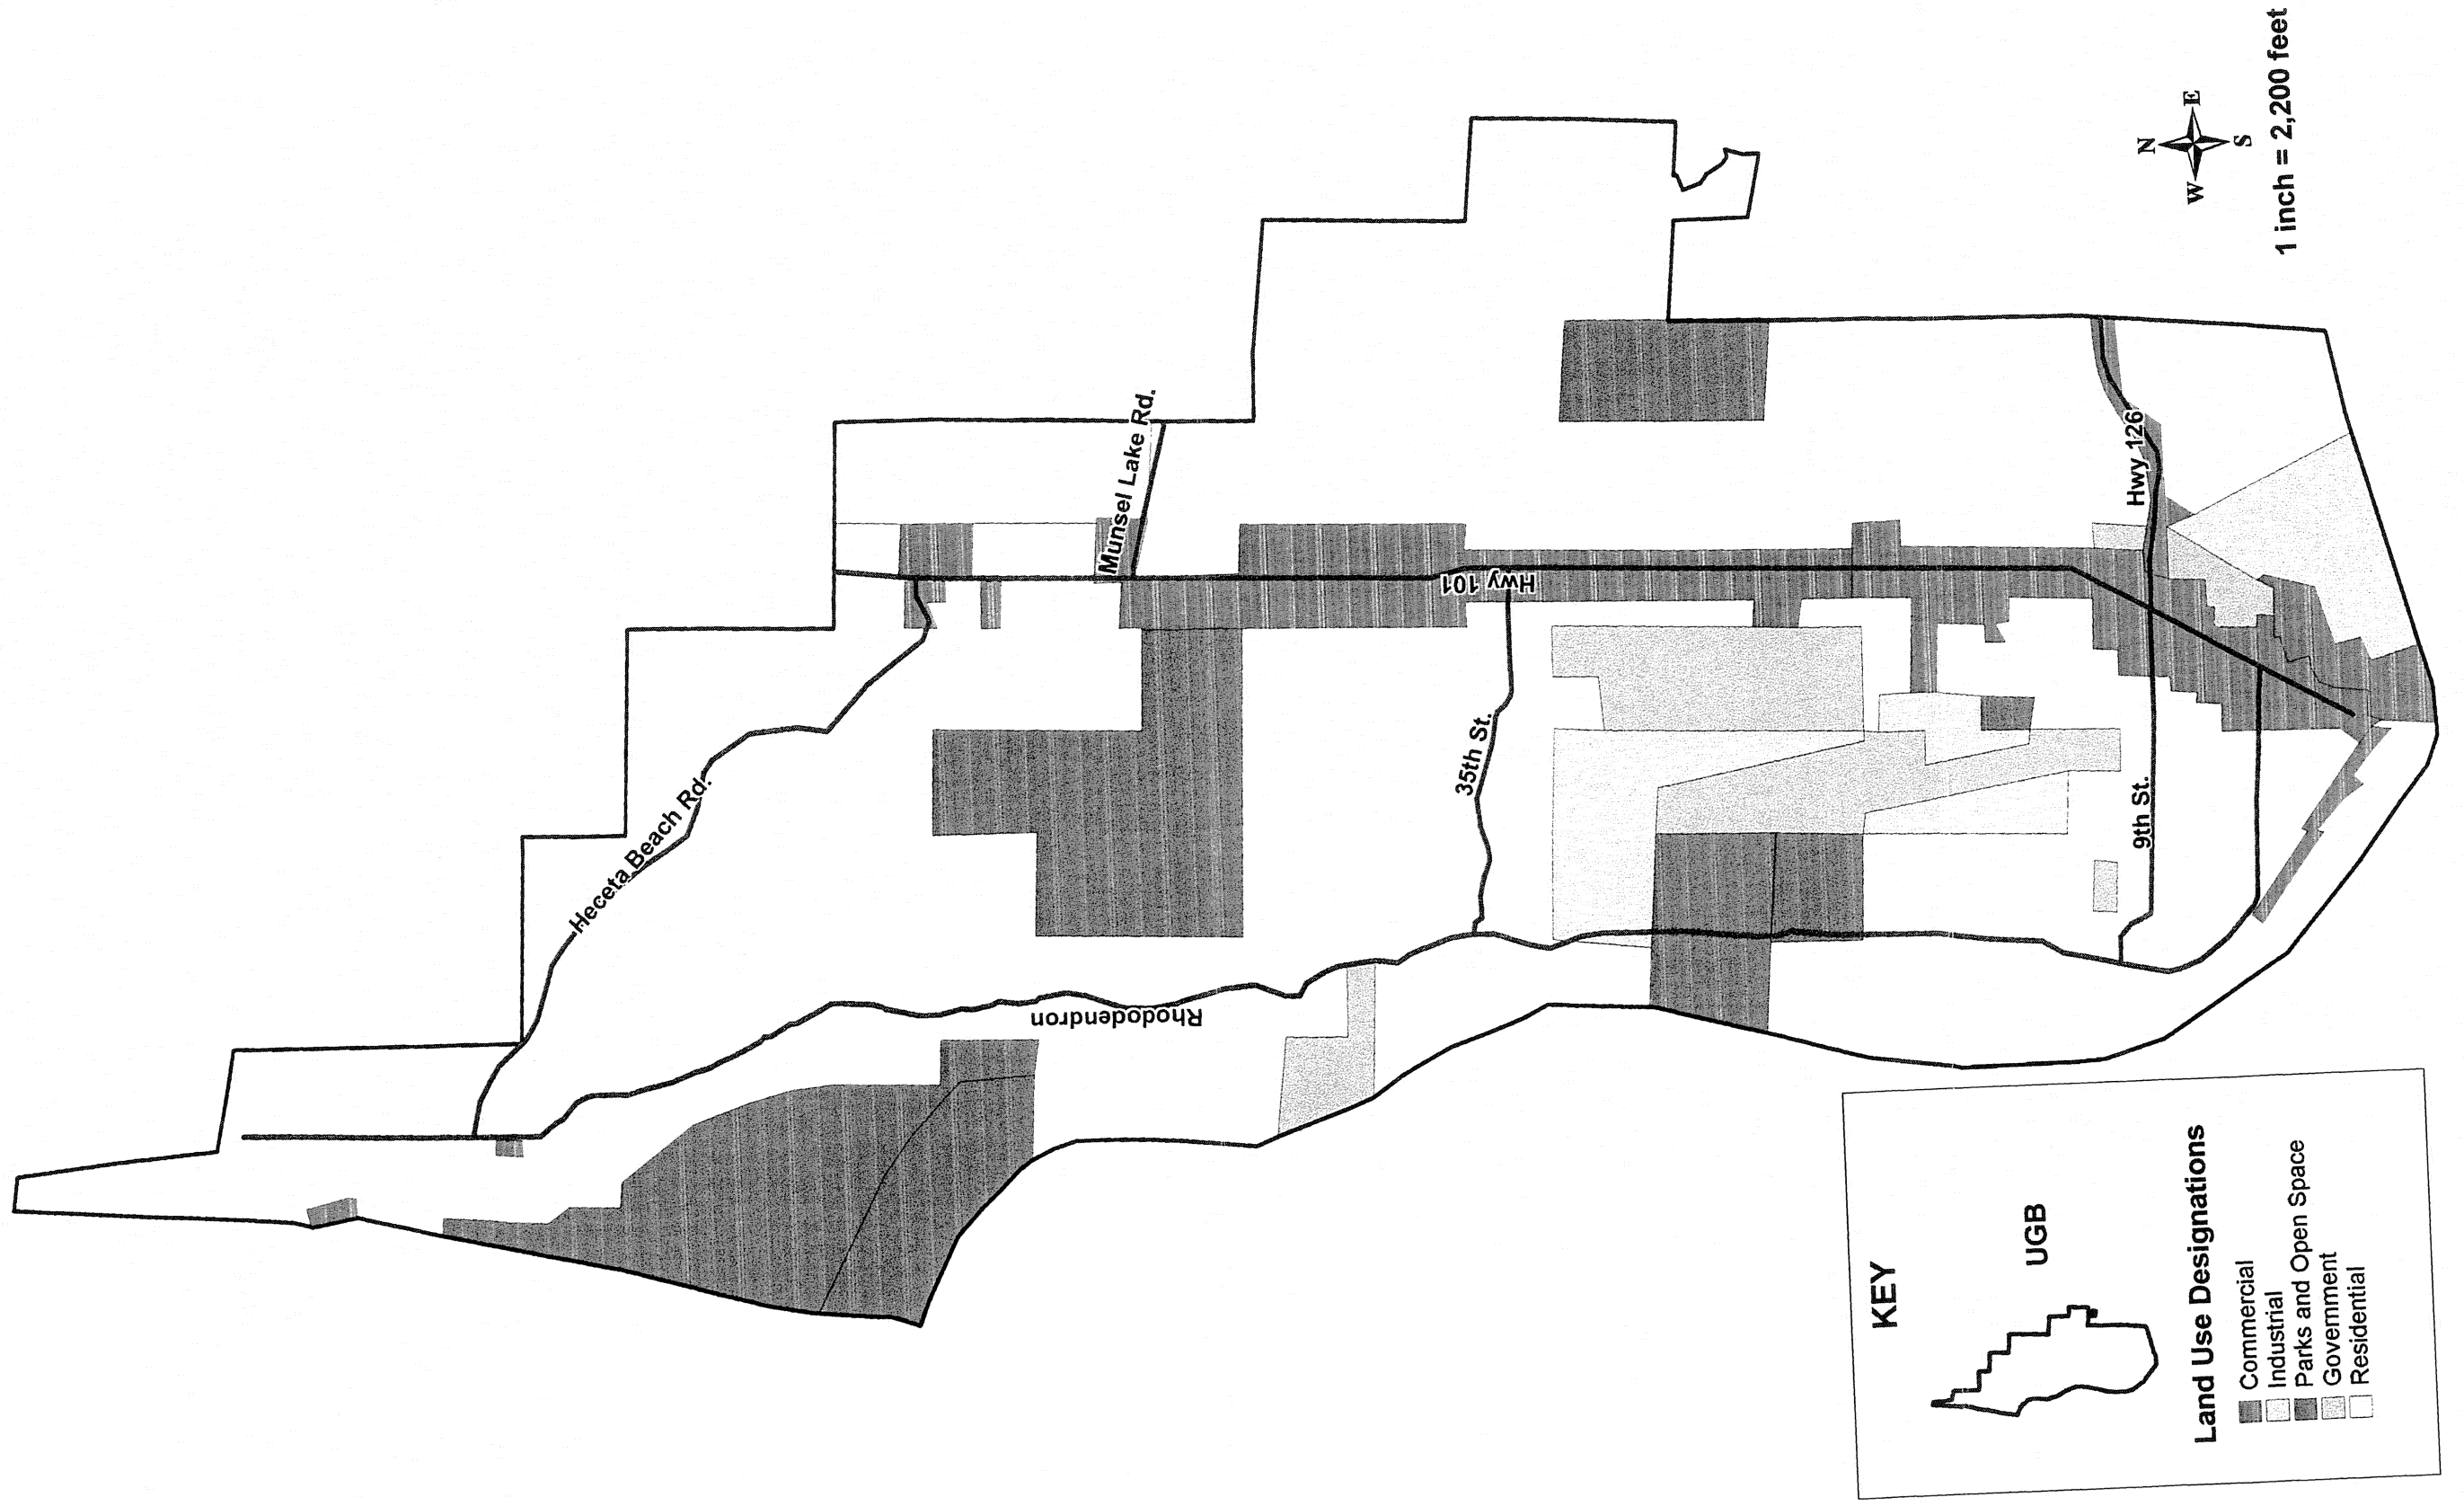 N
W E
S
1 inch = 2,200 feet
Munsel Lake Rd.
Hwy 126
Hwy 101
35th St.
Heceta Beach Rd.
9th St.
Rhododendron
KEY
UGB
Land Use Designations
Commercial
Industrial
Parks and Open Space
Government
Residential